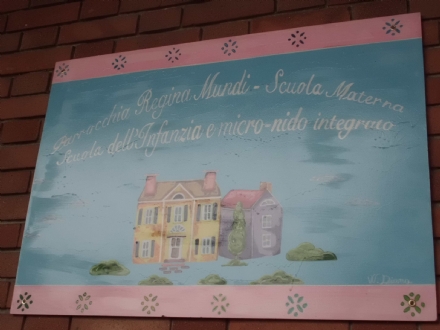 Parrocchia Regina Mundi - Scuola Materna
Scuola dell'Infanzia e micro-nido integrato